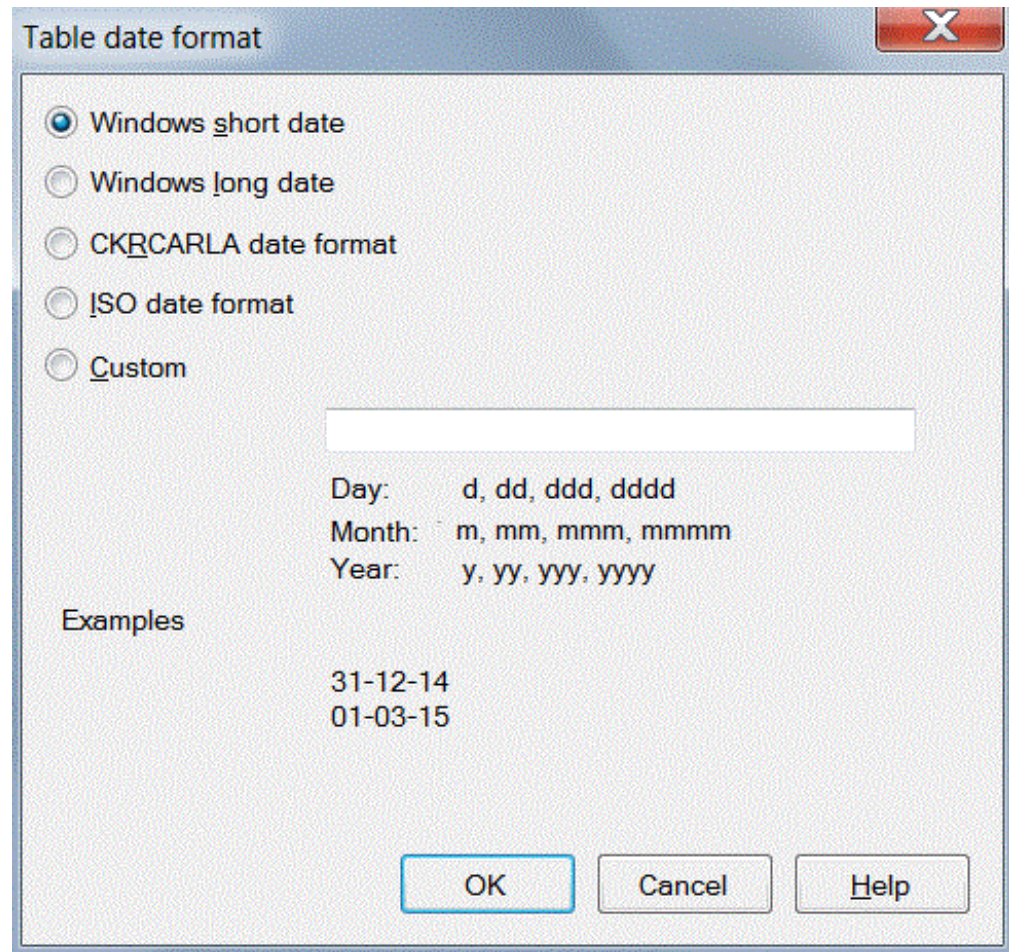 Table date format
Windows short date
Windows long date
CKRCARLA date format
ISO date format
Custom
Day: d, dd, ddd, dddd
Month: m, mm, mmm, mmmm
Year: y, yy, yyy, yyyy
Examples
31-12-14
01-03-15
OK Cancel Help